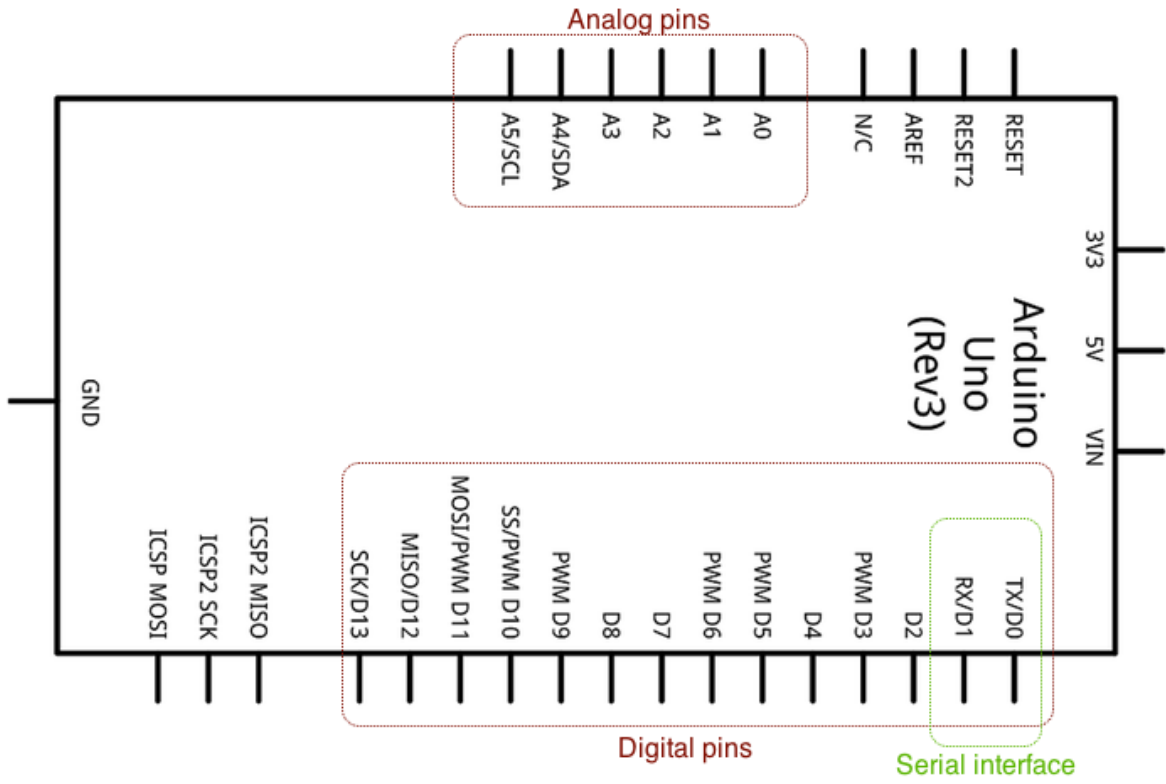 Analog pins
A5/SCL
A4/SDA
A3
A2
A1
A0
N/C
AREF
RESET2
RESET
3V3
5V
VIN
Arduino
Uno
(Rev3)
GND
ICSP MOSI
ICSP2 SCK
ICSP2 MISO
SCK/D13
MISO/D12
MOSI/PWM D11
SS/PWM D10
PWM D9
D8
D7
PWM D6
PWM D5
D4
PWM D3
D2
RX/D1
TX/D0
Digital pins
Serial interface